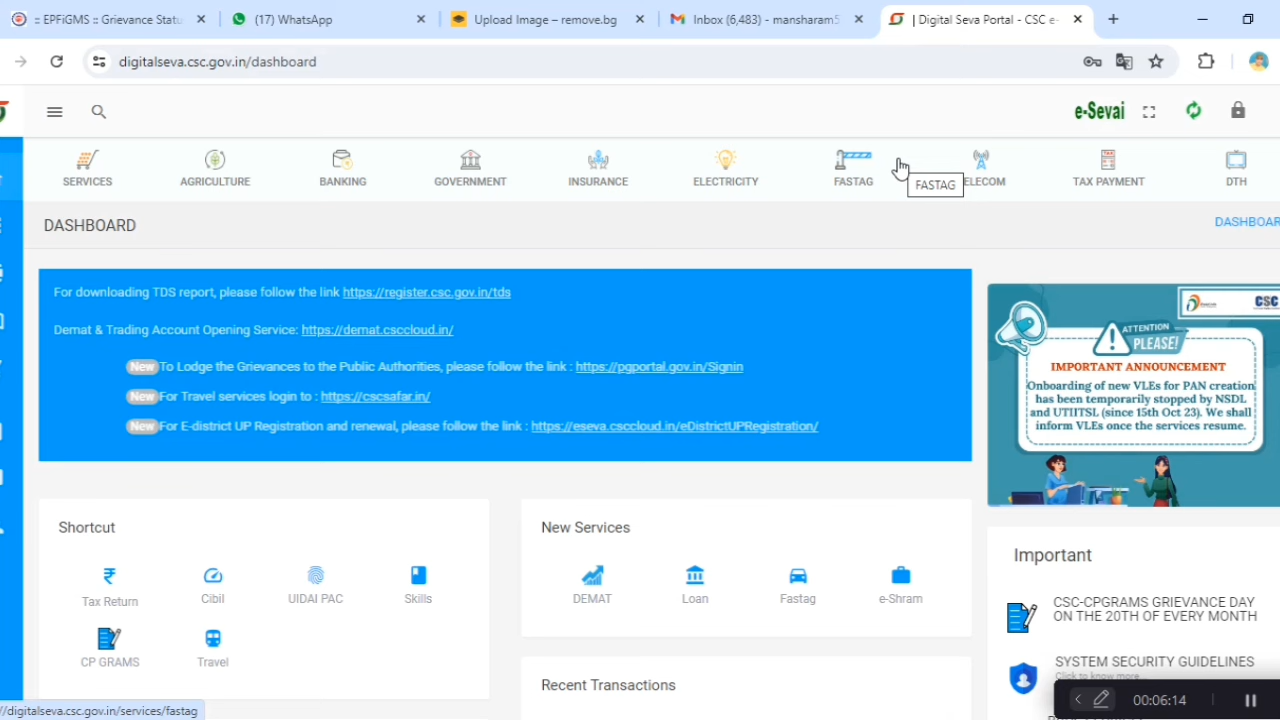 :: EPFiGMS :: Grievance Statu
(17) WhatsApp
Upload Image – remove.bg
Inbox (6,483) - mansharam5
| Digital Seva Portal - CSC e-
digitalseva.csc.gov.in/dashboard
e-Sevai
SERVICES
AGRICULTURE
BANKING
GOVERNMENT
INSURANCE
ELECTRICITY
FASTAG
ELECOM
TAX PAYMENT
DTH
FASTAG
DASHBOARD
DASHBOAR
For downloading TDS report, please follow the link https://register.csc.gov.in/tds
Demat & Trading Account Opening Service: https://demat.csccloud.in/
New To Lodge the Grievances to the Public Authorities, please follow the link : https://pgportal.gov.in/Signin
New For Travel services login to : https://cscsafar.in/
New For E-district UP Registration and renewal, please follow the link : https://eseva.csccloud.in/eDistrictUPRegistration/
CSC
ATTENTION
PLEASE!
IMPORTANT ANNOUNCEMENT
Onboarding of new VLEs for PAN creation
has been temporarily stopped by NSDL
and UTIITSL (since 15th Oct 23). We shall
inform VLEs once the services resume.
Shortcut
Tax Return
Cibil
UIDAI PAC
Skills
CP GRAMS
Travel
New Services
DEMAT
Loan
Fastag
e-Shram
Recent Transactions
Important
CSC-CPGRAMS GRIEVANCE DAY
ON THE 20TH OF EVERY MONTH
SYSTEM SECURITY GUIDELINES
Click to know more...
00:06:14
//digitalseva.csc.gov.in/services/fastag